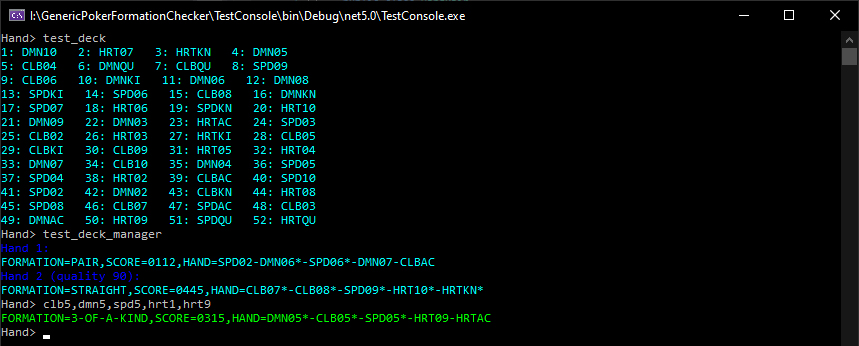 I:\GenericPokerFormationChecker\TestConsole\bin\Debug\net5.0\TestConsole.exe
Hand> test_deck
1: DMN10 2: HRT07 3: HRTKN 4: DMN05
5: CLB04 6: DMNQU 7: CLBQU 8: SPD09
9: CLB06 10: DMNKI 11: DMN06 12: DMN08
13: SPDKI 14: SPD06 15: CLB08 16: DMNKN
17: SPD07 18: HRT06 19: SPDKN 20: HRT10
21: DMN09 22: DMN03 23: HRTAC 24: SPD03
25: CLB02 26: HRT03 27: HRTKI 28: CLB05
29: CLBKI 30: CLB09 31: HRT05 32: HRT04
33: DMN07 34: CLB10 35: DMN04 36: SPD05
37: SPD04 38: HRT02 39: CLBAC 40: SPD10
41: SPD02 42: DMN02 43: CLBKN 44: HRT08
45: SPD08 46: CLB07 47: SPDAC 48: CLB03
49: DMNAC 50: HRT09 51: SPDQU 52: HRTQU
Hand> test_deck_manager
Hand 1:
FORMATION=PAIR,SCORE=0112,HAND=SPD02-DMN06*-SPD06*-DMN07-CLBAC
Hand 2 (quality 90):
FORMATION=STRAIGHT,SCORE=0445,HAND=CLB07*-CLB08*-SPD09*-HRT10*-HRTKN*
Hand> clb5,dmn5,spd5,hrt1,hrt9
FORMATION=3-OF-A-KIND,SCORE=0315,HAND=DMN05*-CLB05*-SPD05*-HRT09-HRTAC
Hand>